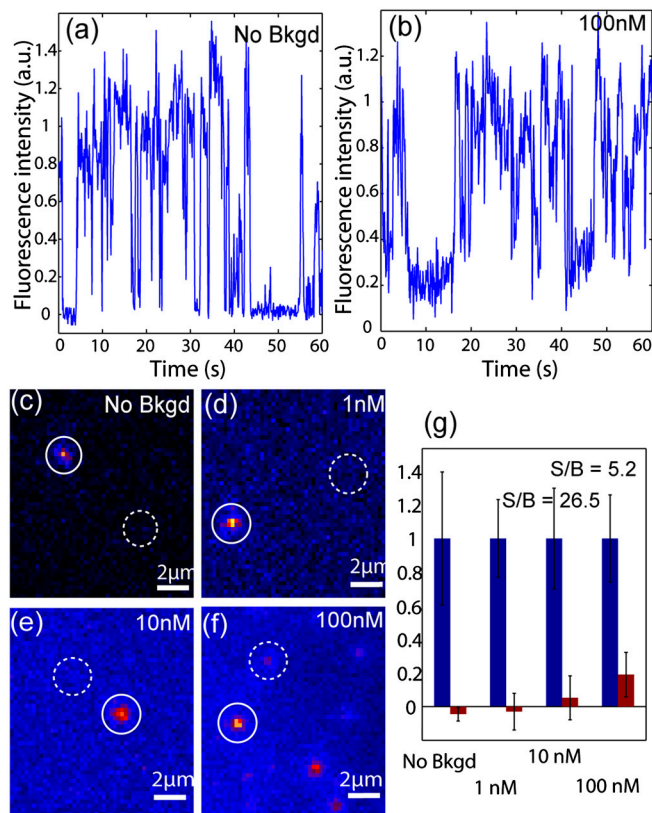 (a) No Bkgd
Fluorescence intensity (a.u.)
1.4
1.2
1
0.8
0.6
0.4
0.2
0
0 10 20 30 40 50 60
Time (s)
(b) 100nM
Fluorescence intensity (a.u.)
1.2
1
0.8
0.6
0.4
0.2
0
0 10 20 30 40 50 60
Time (s)
(c) No Bkgd
2μm
(d) 1nM
2μm
(e) 10nM
2μm
(f) 100nM
2μm
(g)
S/B = 5.2
S/B = 26.5
1.4
1.2
1
0.8
0.6
0.4
0.2
0
No Bkgd
10 nM
1 nM 100 nM